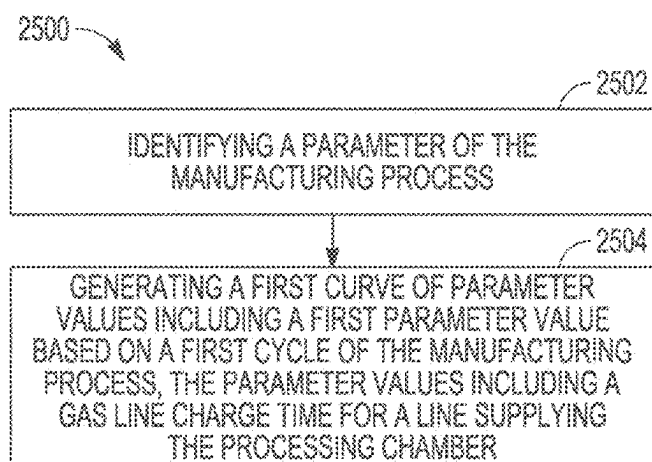 2500
2502
IDENTIFYING A PARAMETER OF THE
MANUFACTURING PROCESS
2504
GENERATING A FIRST CURVE OF PARAMETER
VALUES INCLUDING A FIRST PARAMETER VALUE
BASED ON A FIRST CYCLE OF THE MANUFACTURING
PROCESS, THE PARAMETER VALUES INCLUDING A
GAS LINE CHARGE TIME FOR A LINE SUPPLYING
THE PROCESSING CHAMBER